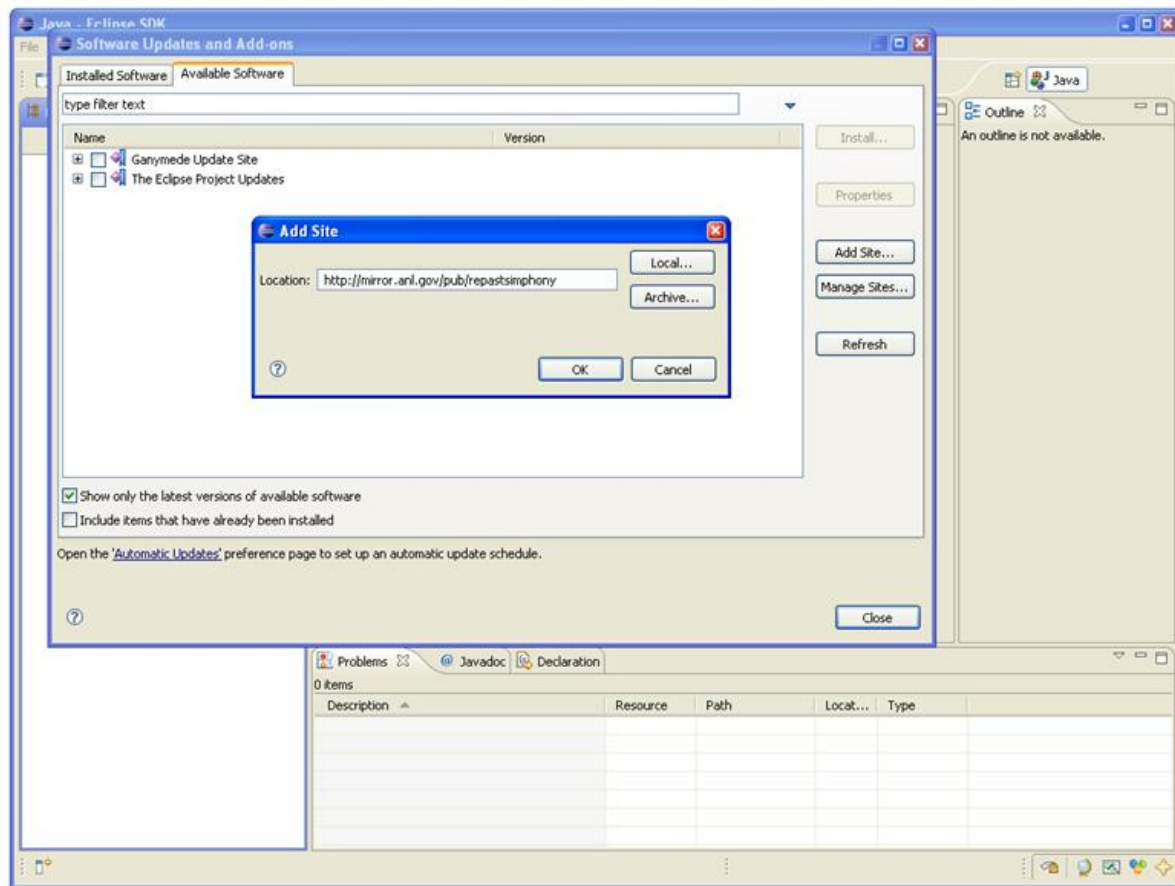 Java - Eclipse SDK
File
Software Updates and Add-ons
Installed Software
Available Software
type filter text
Name
Version
Ganymede Update Site
The Eclipse Project Updates
Install...
Properties
Add Site...
Manage Sites...
Refresh
Add Site
Location:
http://mirror.anl.gov/pub/repastsimphony
Local...
Archive...
OK
Cancel
Show only the latest versions of available software
Include items that have already been installed
Open the 'Automatic Updates' preference page to set up an automatic update schedule.
Close
Java
Outline
An outline is not available.
Problems
@ Javadoc
Declaration
0 items
Description
Resource
Path
Locat...
Type